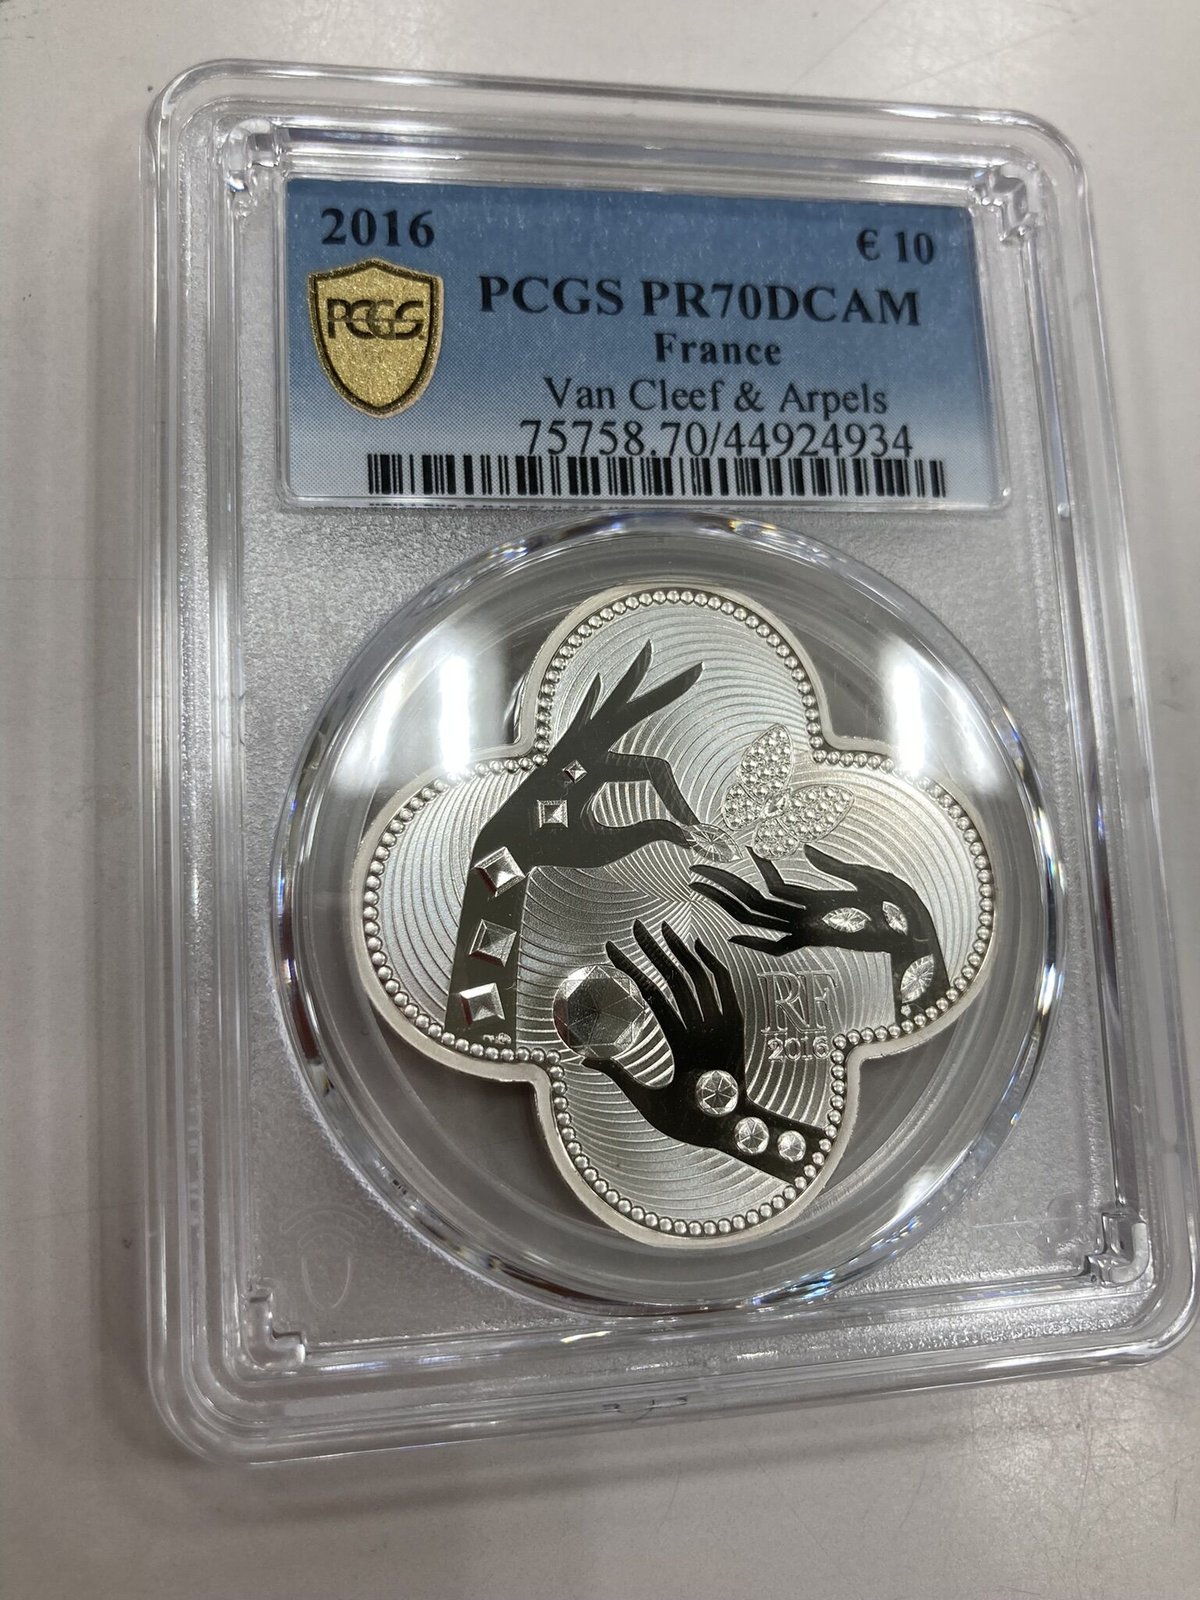 2016
€ 10
PCGS
PCGS PR70DCAM
France
Van Cleef & Arpels
75758.70/44924934
RF
2016